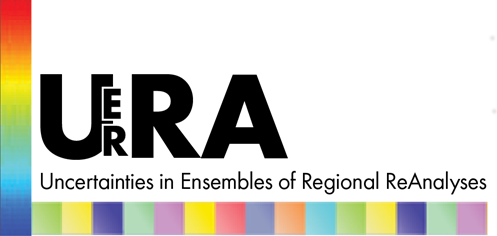 UERRA
Uncertainties in Ensembles of Regional ReAnalyses